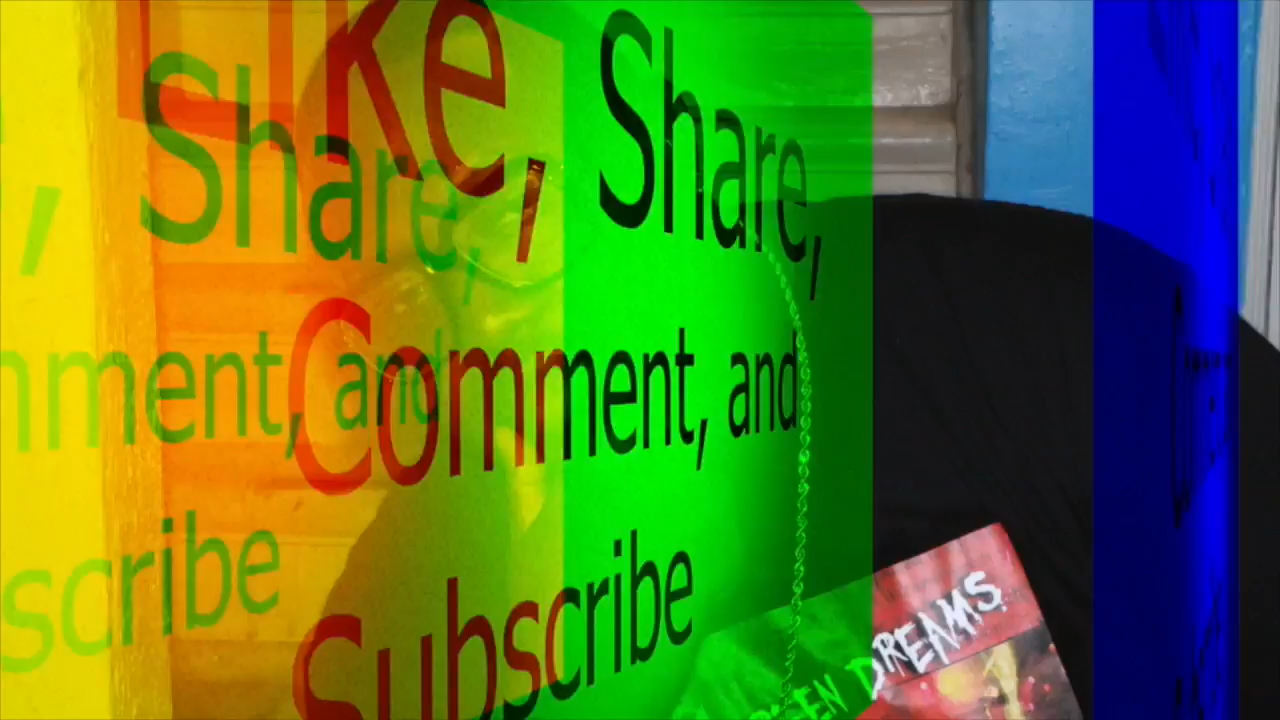 Like, Share,
Comment, and
Subscribe
Share,
mment, and
scribe
DREAMS